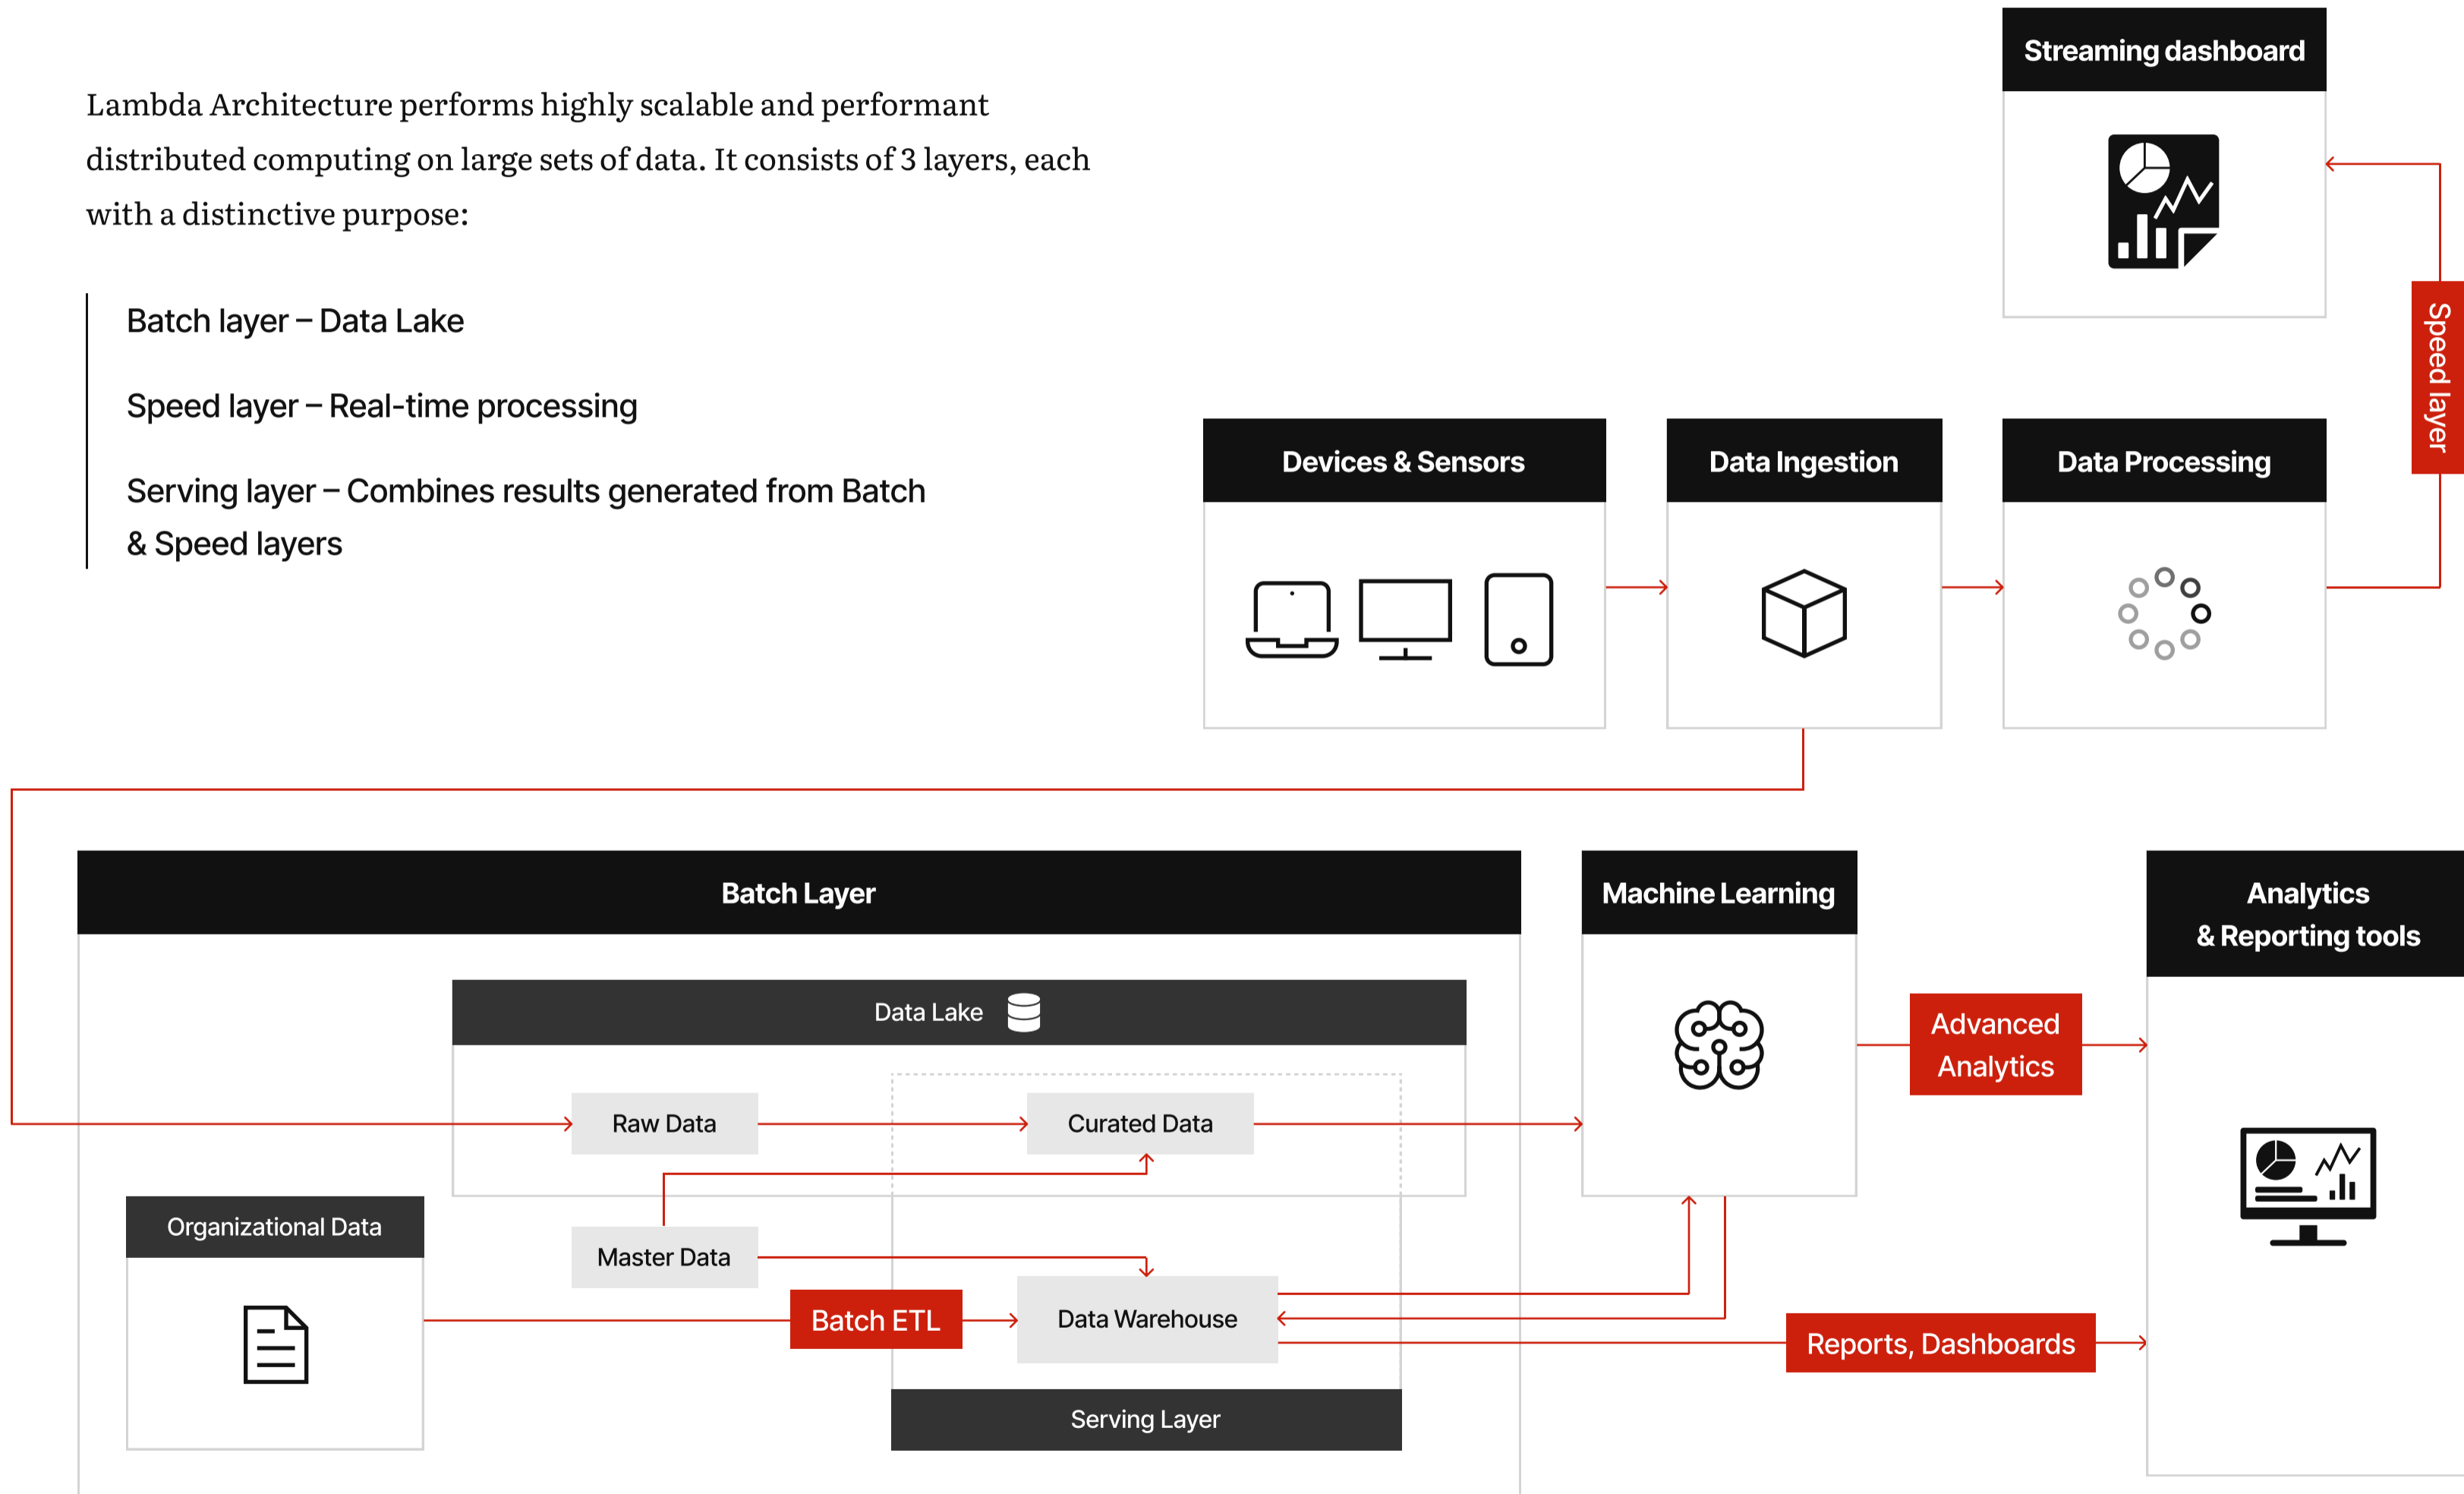 Lambda Architecture performs highly scalable and performant
distributed computing on large sets of data. It consists of 3 layers, each
with a distinctive purpose:
Batch layer – Data Lake
Speed layer – Real-time processing
Serving layer – Combines results generated from Batch
& Speed layers
Streaming dashboard
Speed layer
Devices & Sensors
Data Ingestion
Data Processing
Batch Layer
Machine Learning
Analytics
& Reporting tools
Data Lake
Advanced
Analytics
Raw Data
Curated Data
Organizational Data
Master Data
Batch ETL
Data Warehouse
Reports, Dashboards
Serving Layer